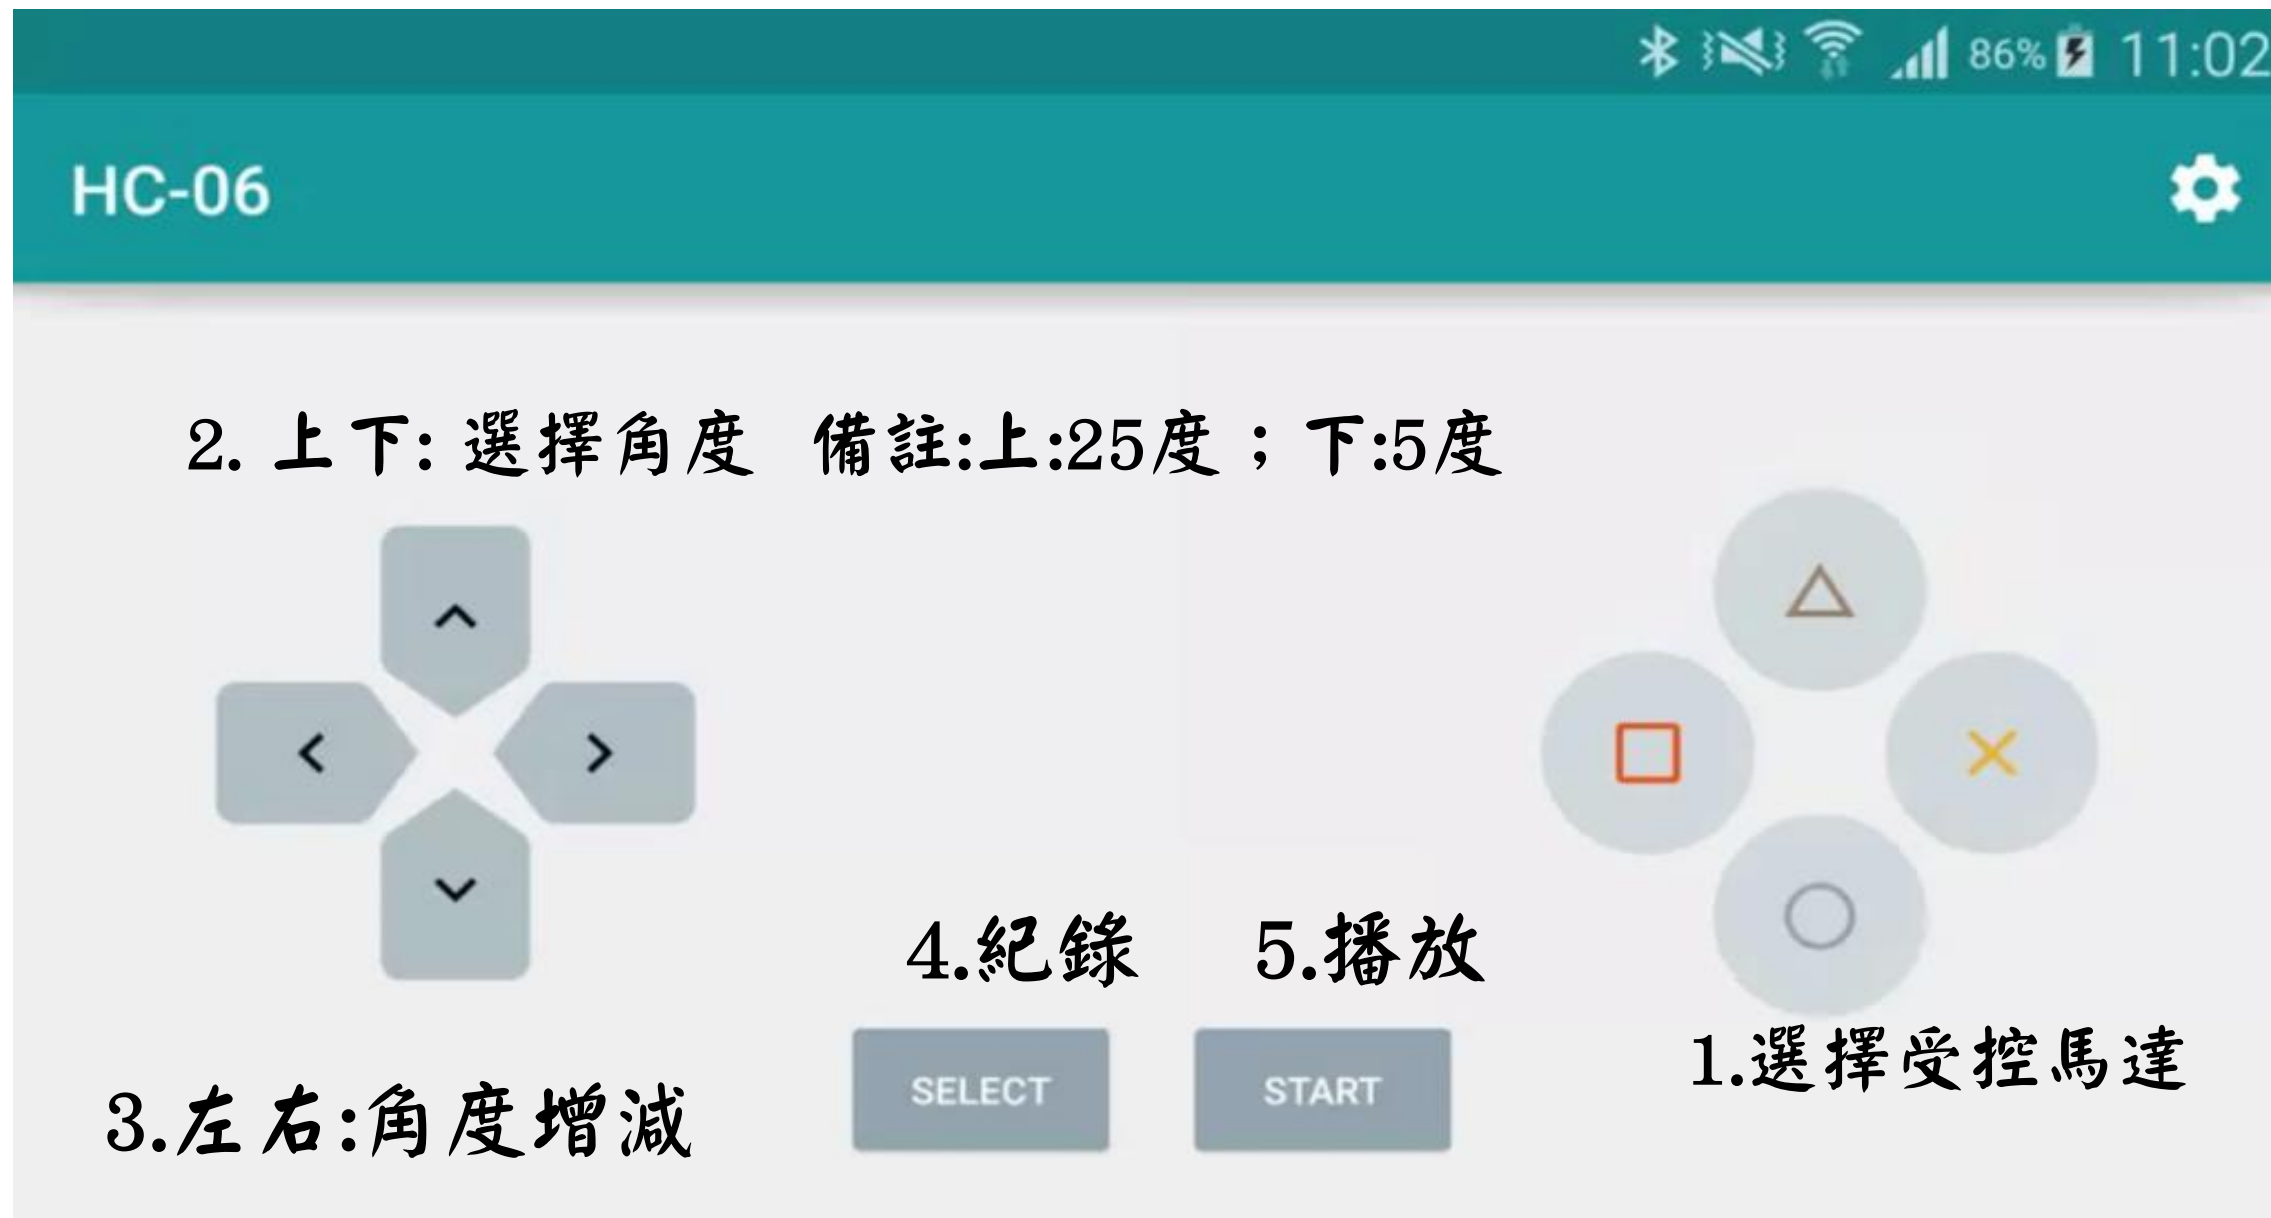 86% 11:02
HC-06
2. 上下: 選擇角度 備註:上:25度；下:5度
4.紀錄 5.播放
SELECT START
1.選擇受控馬達
3.左右:角度增減